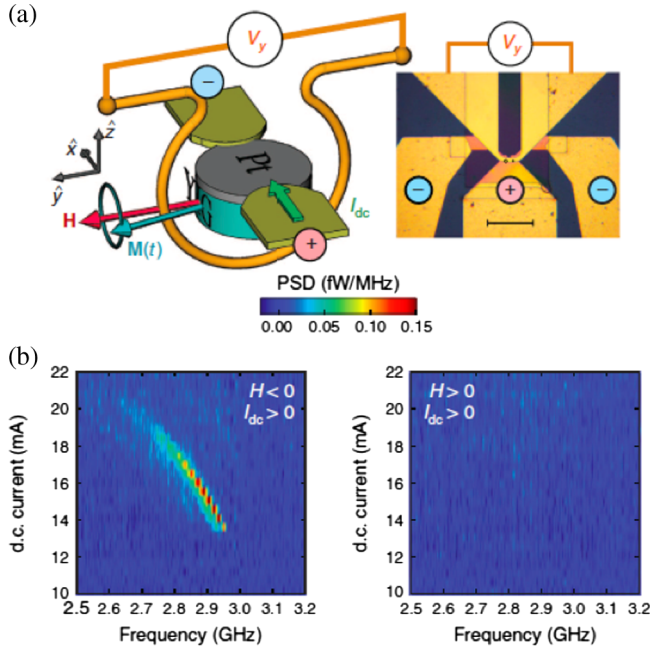 (a)
V_y
−
V_y
x̂
ẑ
ŷ
Pt
Y
G
H
M(t)
I_dc
+
−
+
−
PSD (fW/MHz)
0.00 0.05 0.10 0.15
(b)
22
20
18
16
14
12
10
d.c. current (mA)
H < 0
I_dc > 0
2.5 2.6 2.7 2.8 2.9 3.0 3.1 3.2
Frequency (GHz)
22
20
18
16
14
12
10
d.c. current (mA)
H > 0
I_dc > 0
2.5 2.6 2.7 2.8 2.9 3.0 3.1 3.2
Frequency (GHz)